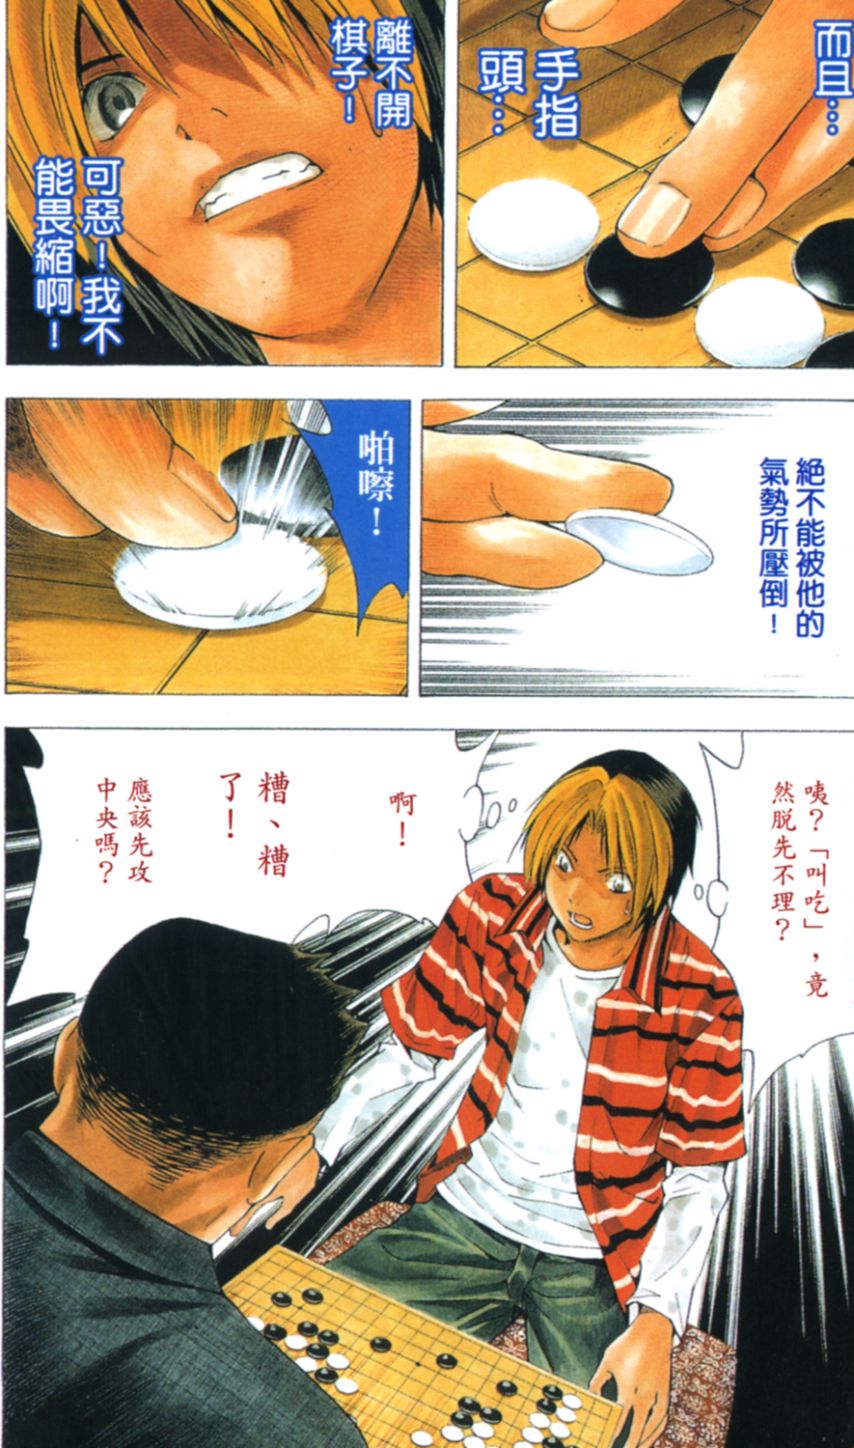 而且…
手指
頭…
離不開
棋子！
可惡！我不
能畏縮啊！
絕不能被他的
氣勢所壓倒！
啪嚓！
咦？「叫吃」，竟
然脫先不理？
啊！
糟、糟
了！
應該先攻
中央嗎？